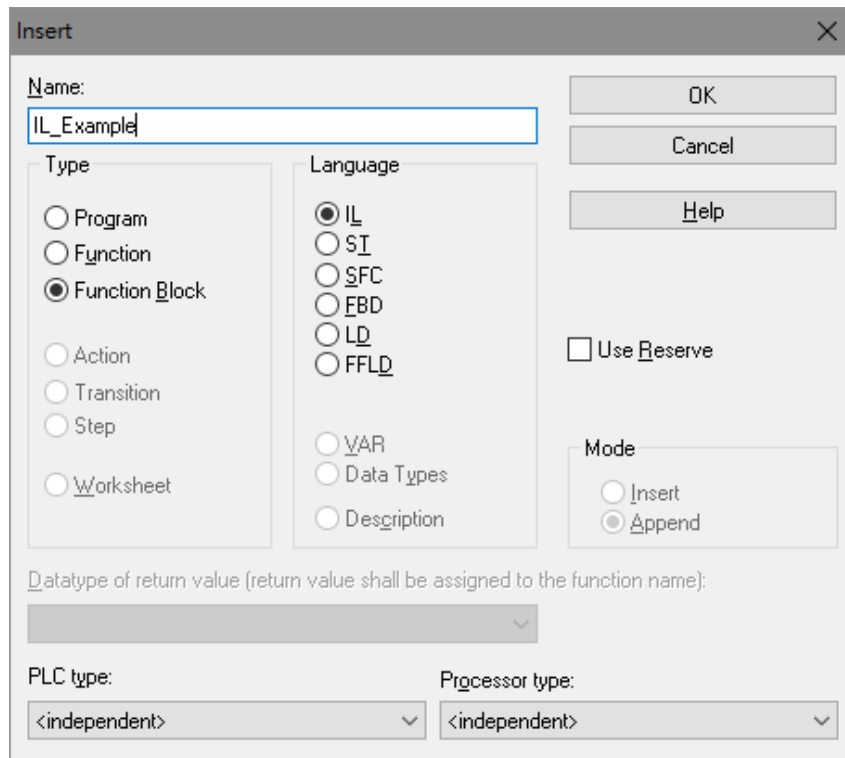 Insert
Name:
IL_Example
OK
Cancel
Help
Type
Program
Function
Function Block
Action
Transition
Step
Worksheet
Language
IL
ST
SFC
FBD
LD
FFLD
VAR
Data Types
Description
Use Reserve
Mode
Insert
Append
Datatype of return value (return value shall be assigned to the function name):
PLC type:
<independent>
Processor type:
<independent>